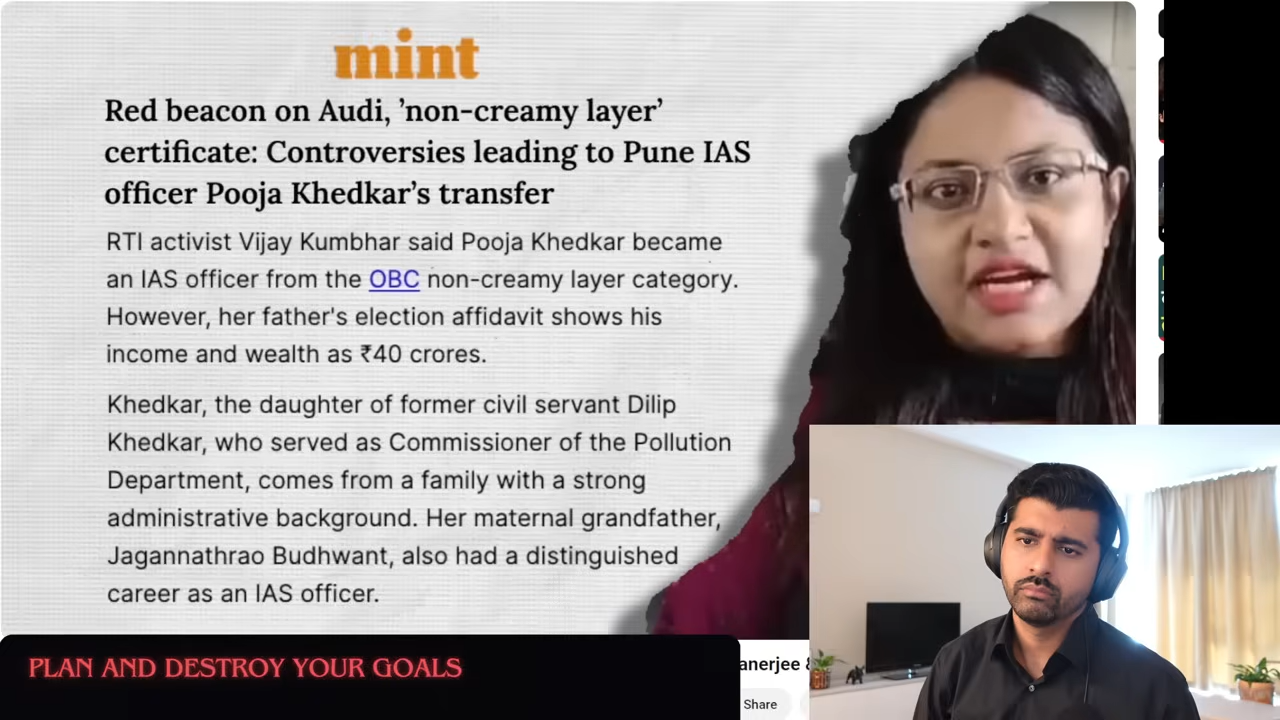 mint
Red beacon on Audi, ’non-creamy layer’
certificate: Controversies leading to Pune IAS
officer Pooja Khedkar’s transfer
RTI activist Vijay Kumbhar said Pooja Khedkar became
an IAS officer from the OBC non-creamy layer category.
However, her father's election affidavit shows his
income and wealth as ₹40 crores.
Khedkar, the daughter of former civil servant Dilip
Khedkar, who served as Commissioner of the Pollution
Department, comes from a family with a strong
administrative background. Her maternal grandfather,
Jagannathrao Budhwant, also had a distinguished
career as an IAS officer.
PLAN AND DESTROY YOUR GOALS
anerjee &
Share